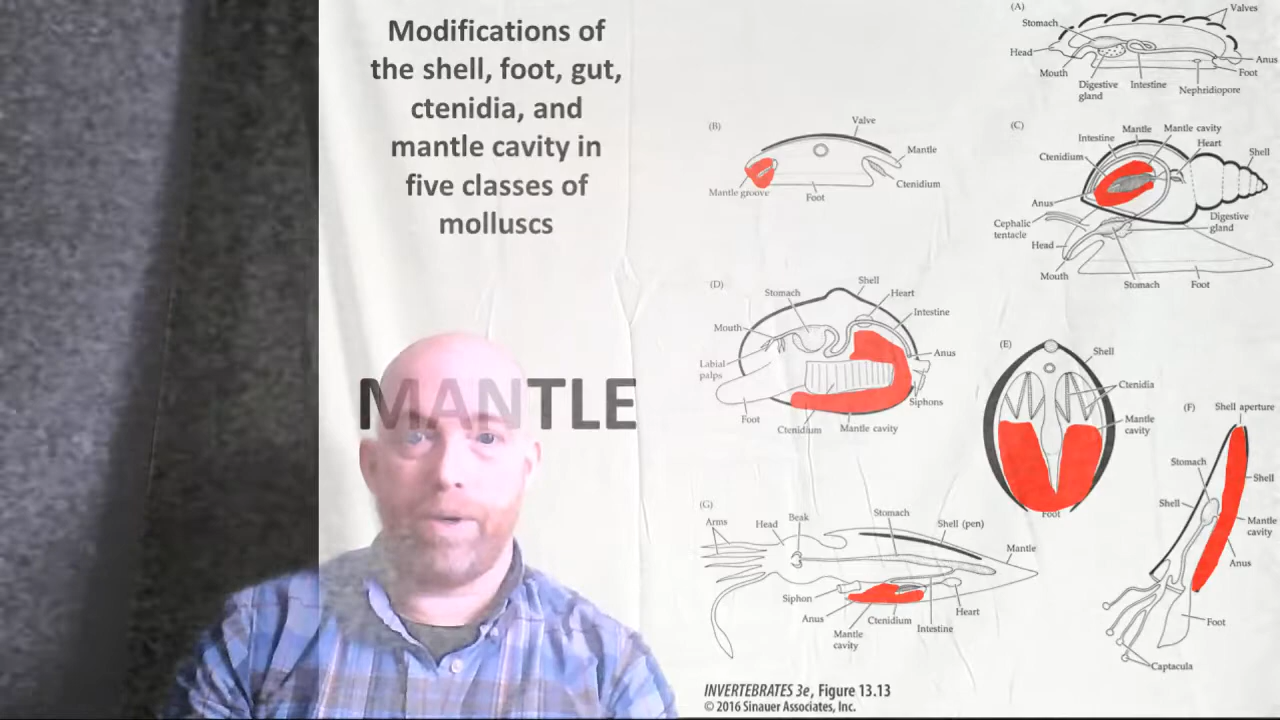 Modifications of
the shell, foot, gut,
ctenidia, and
mantle cavity in
five classes of
molluscs
MANTLE
(A)
Valves
Stomach
Head
Mouth
Digestive
gland
Intestine
Nephridiopore
Anus
Foot
(B)
Valve
Mantle
Ctenidium
Mantle groove
Foot
(C)
Intestine
Mantle
Mantle cavity
Heart
Shell
Ctenidium
Anus
Cephalic
tentacle
Head
Mouth
Stomach
Foot
Digestive
gland
(D)
Stomach
Shell
Heart
Intestine
Mouth
Anus
Labial
palps
Siphons
Foot
Ctenidium
Mantle cavity
(E)
Shell
Ctenidia
Mantle
cavity
Foot
(F)
Shell aperture
Stomach
Shell
Shell
Mantle
cavity
Anus
Foot
Captacula
(G)
Arms
Head
Beak
Stomach
Shell (pen)
Mantle
Siphon
Anus
Mantle
cavity
Ctenidium
Intestine
Heart
INVERTEBRATES 3e, Figure 13.13
© 2016 Sinauer Associates, Inc.